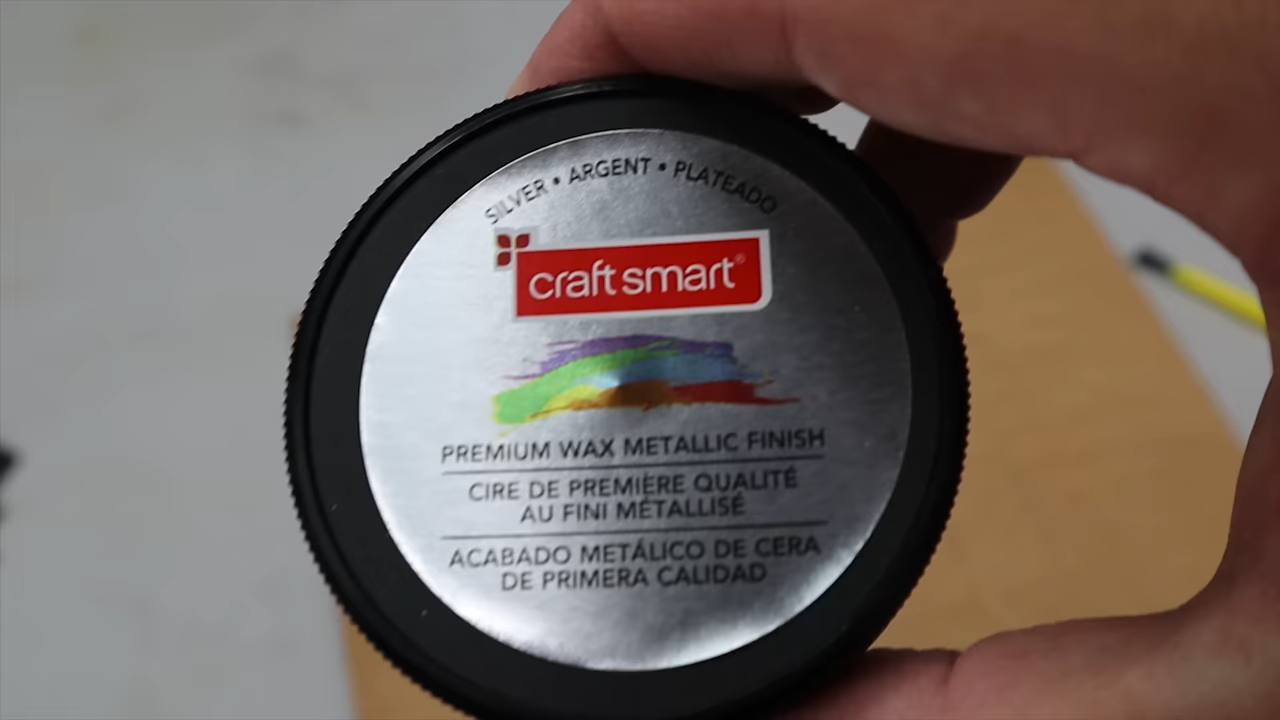 SILVER • ARGENT • PLATEADO
craft smart®
PREMIUM WAX METALLIC FINISH
CIRE DE PREMIÈRE QUALITÉ
AU FINI MÉTALLISÉ
ACABADO METÁLICO DE CERA
DE PRIMERA CALIDAD